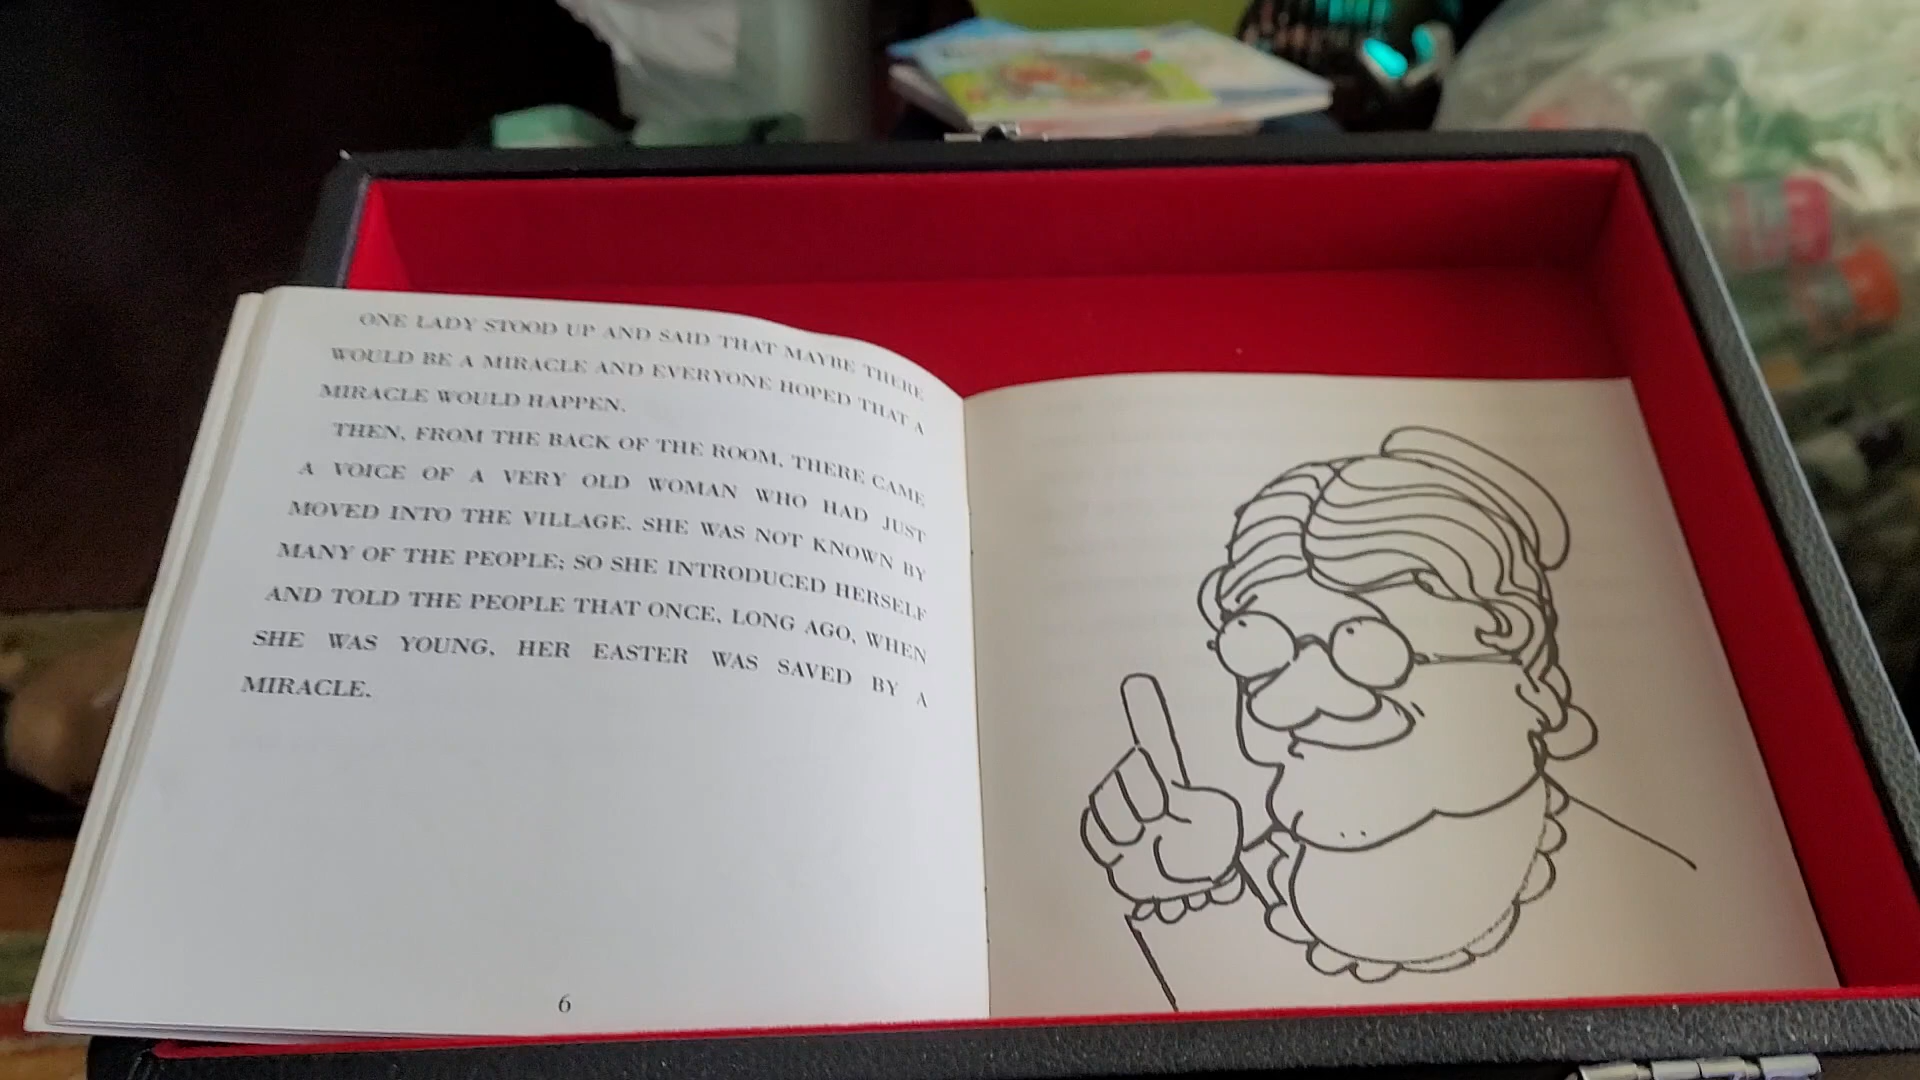 ONE LADY STOOD UP AND SAID THAT MAYBE THERE
WOULD BE A MIRACLE AND EVERYONE HOPED THAT A
MIRACLE WOULD HAPPEN.
THEN, FROM THE BACK OF THE ROOM, THERE CAME
A VOICE OF A VERY OLD WOMAN WHO HAD JUST
MOVED INTO THE VILLAGE. SHE WAS NOT KNOWN BY
MANY OF THE PEOPLE; SO SHE INTRODUCED HERSELF
AND TOLD THE PEOPLE THAT ONCE, LONG AGO, WHEN
SHE WAS YOUNG, HER EASTER WAS SAVED BY A
MIRACLE.
6